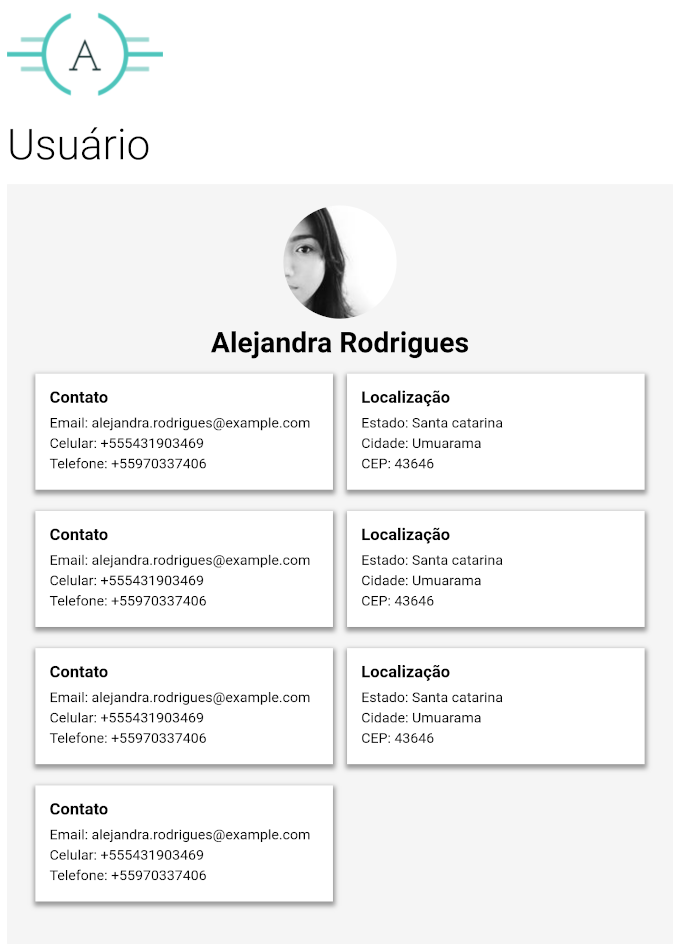 A
Usuário
Alejandra Rodrigues
Contato
Email: alejandra.rodrigues@example.com
Celular: +555431903469
Telefone: +55970337406
Localização
Estado: Santa catarina
Cidade: Umuarama
CEP: 43646
Contato
Email: alejandra.rodrigues@example.com
Celular: +555431903469
Telefone: +55970337406
Localização
Estado: Santa catarina
Cidade: Umuarama
CEP: 43646
Contato
Email: alejandra.rodrigues@example.com
Celular: +555431903469
Telefone: +55970337406
Localização
Estado: Santa catarina
Cidade: Umuarama
CEP: 43646
Contato
Email: alejandra.rodrigues@example.com
Celular: +555431903469
Telefone: +55970337406